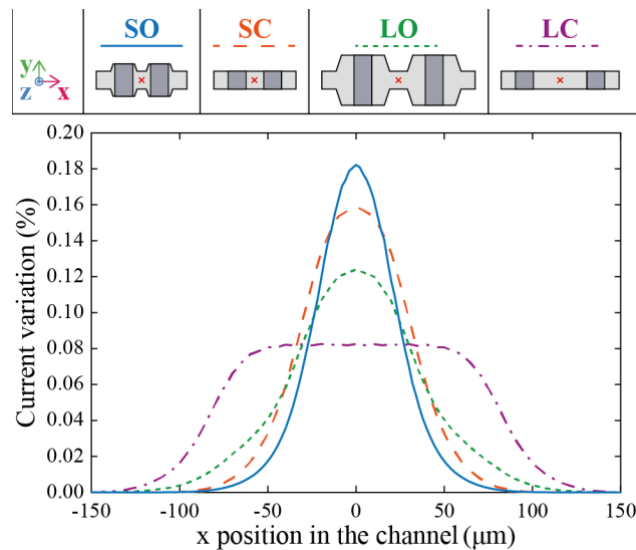 SO SC LO LC
y
z x
0.20
0.18
0.16
0.14
0.12
0.10
0.08
0.06
0.04
0.02
0.00
Current variation (%)
-150 -100 -50 0 50 100 150
x position in the channel (µm)